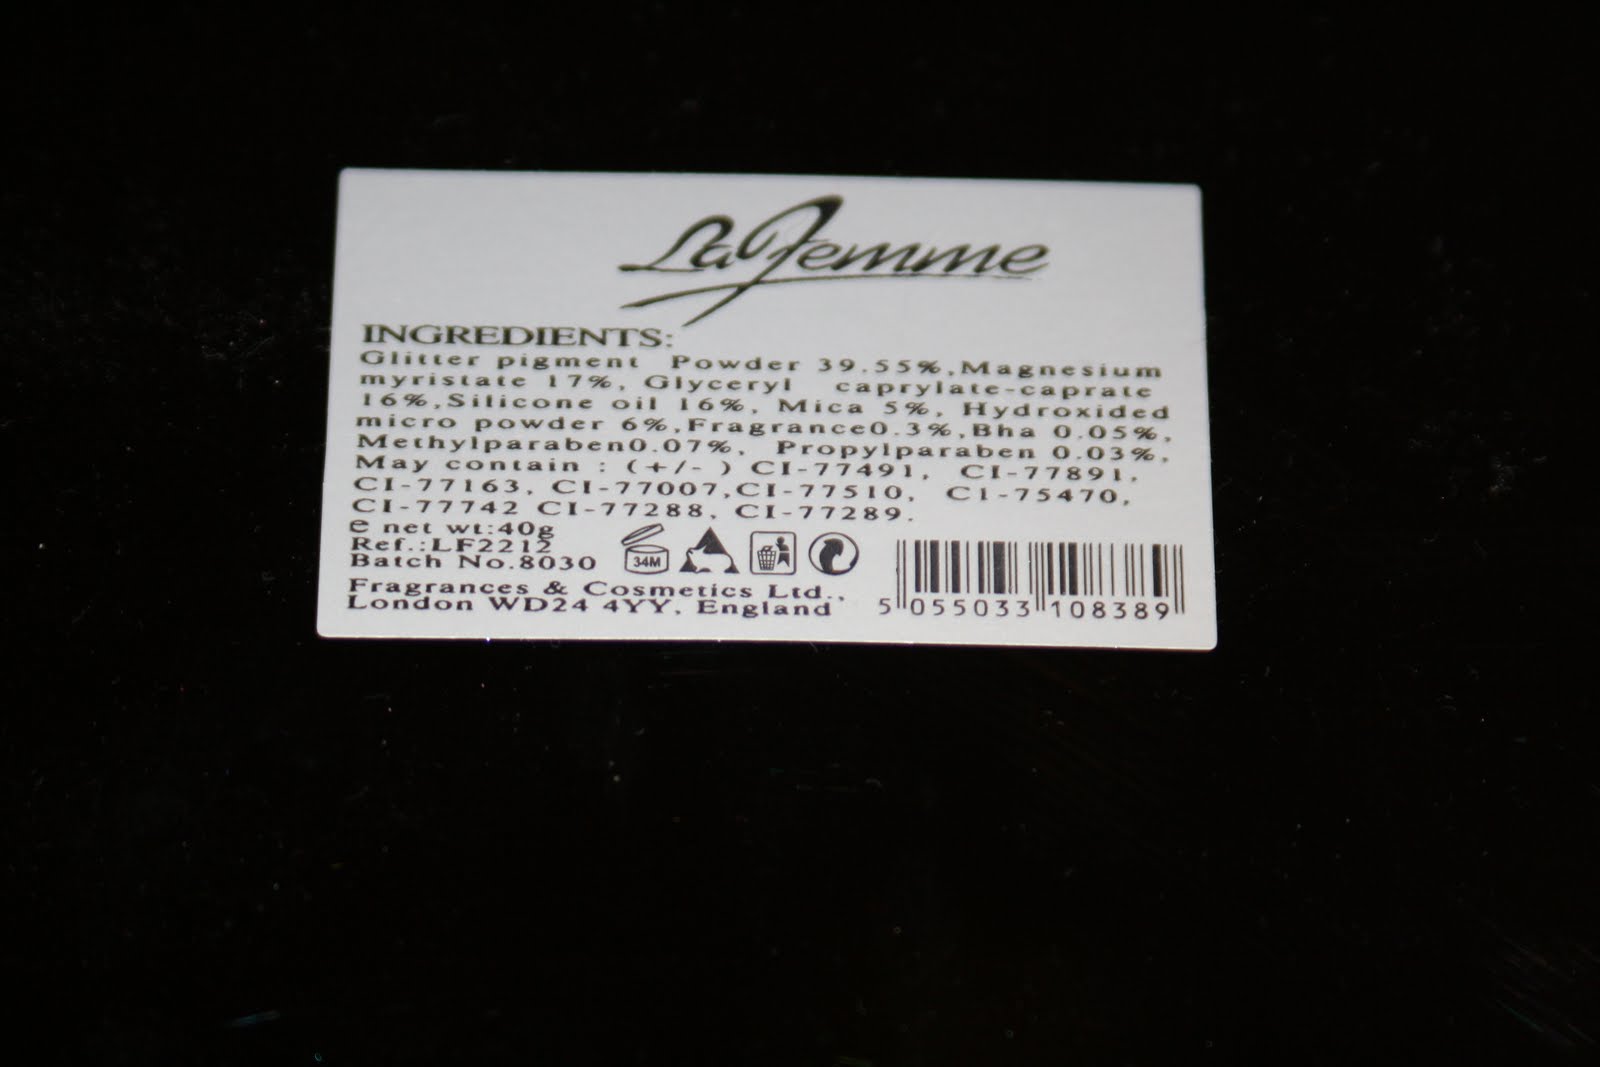 LaFemme
INGREDIENTS:
Glitter pigment Powder 39.55%,Magnesium
myristate 17%, Glyceryl caprylate-caprate
16%,Silicone oil 16%, Mica 5%, Hydroxided
micro powder 6%,Fragrance0.3%,Bha 0.05%,
Methylparaben0.07%, Propylparaben 0.03%,
May contain : (+/- ) CI-77491, CI-77891,
CI-77163, CI-77007,CI-77510, CI-75470,
CI-77742 CI-77288, CI-77289.
e net wt:40g
Ref.:LF2212
Batch No.8030
34M
Fragrances & Cosmetics Ltd.,
London WD24 4YY, England
5 055033 108389